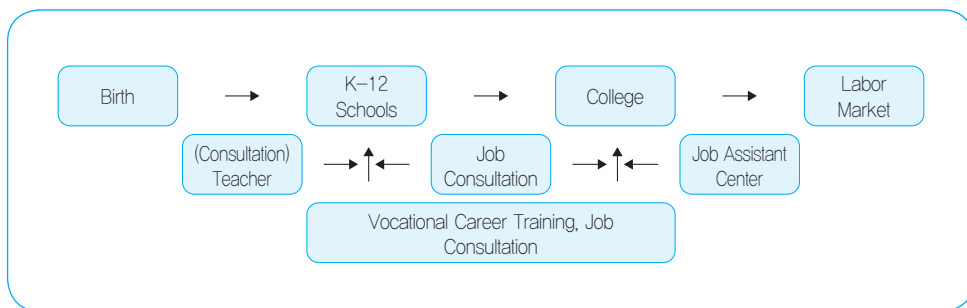 Birth
K-12
Schools
College
Labor
Market
(Consultation)
Teacher
Job
Consultation
Job Assistant
Center
Vocational Career Training, Job
Consultation